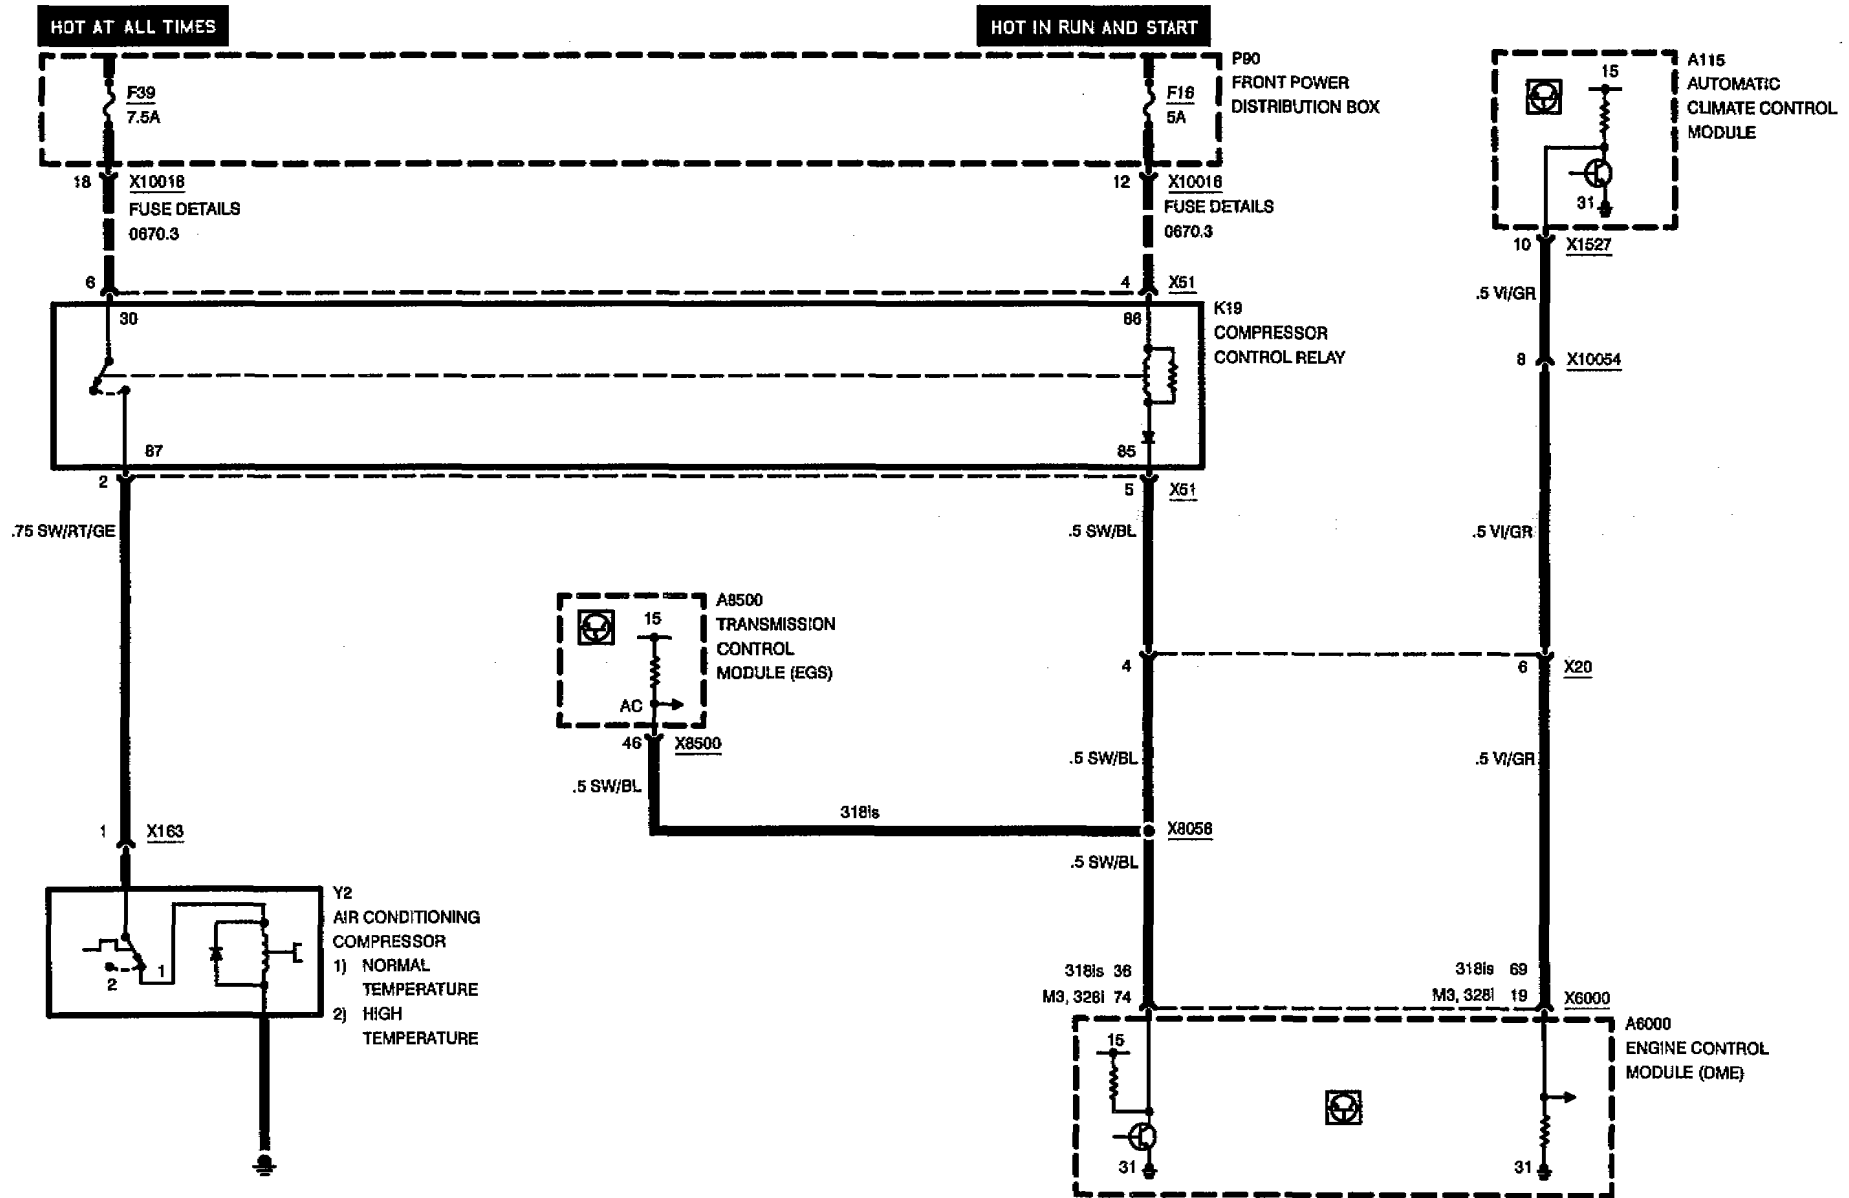 HOT AT ALL TIMES
HOT IN RUN AND START
F39
7.5A
F18
5A
P90
FRONT POWER
DISTRIBUTION BOX
15
31
A115
AUTOMATIC
CLIMATE CONTROL
MODULE
18
X10016
FUSE DETAILS
0670.3
12
X10016
FUSE DETAILS
0670.3
10
X1527
.5 VI/GR
6
4
X61
30
86
K19
COMPRESSOR
CONTROL RELAY
8
X10054
87
85
2
5
X61
.75 SW/RT/GE
.5 SW/BL
.5 VI/GR
A8500
TRANSMISSION
CONTROL
MODULE (EGS)
15
AC
4
6
X20
46
X8500
.5 SW/BL
.5 SW/BL
.5 VI/GR
318is
X8056
1
X163
.5 SW/BL
Y2
AIR CONDITIONING
COMPRESSOR
1) NORMAL
TEMPERATURE
2) HIGH
TEMPERATURE
1
2
318is 36
M3, 328i 74
318is 69
M3, 328i 19
X6000
A6000
ENGINE CONTROL
MODULE (DME)
15
31
31